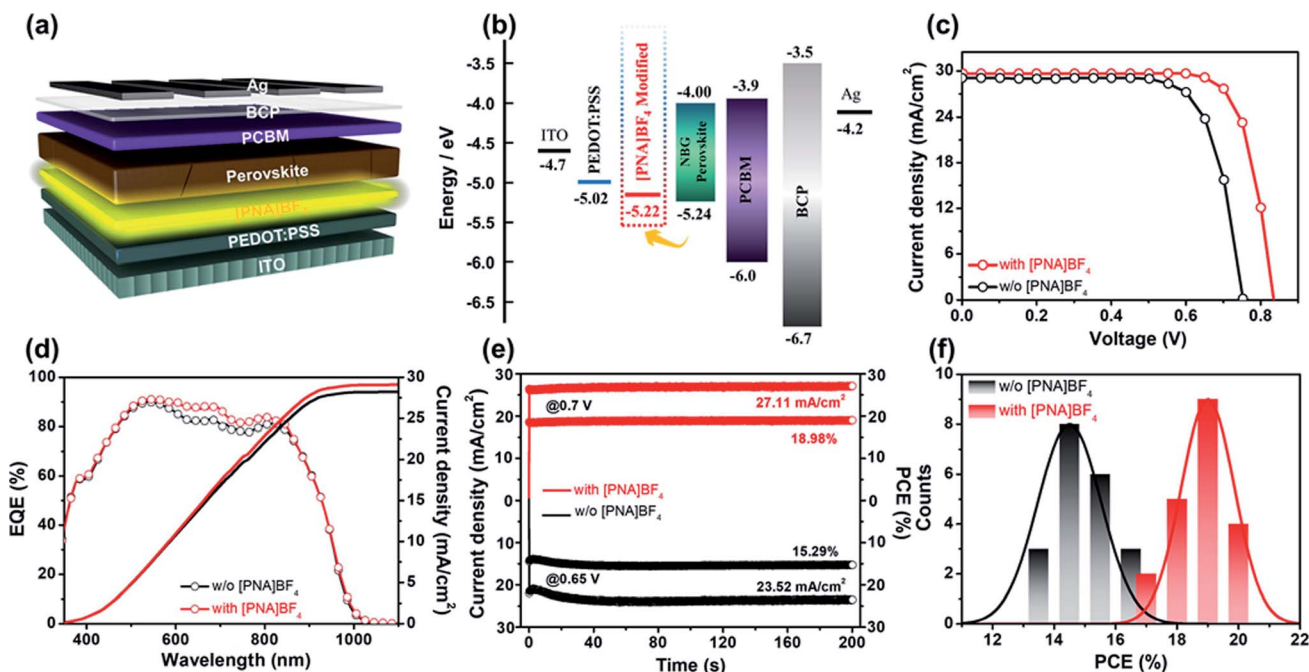 (a)
Ag
BCP
PCBM
Perovskite
[PNA]BF₄
PEDOT:PSS
ITO
(b)
Energy / eV
-3.5
-4.0
-4.5
-5.0
-5.5
-6.0
-6.5
ITO
-4.7
PEDOT:PSS
-5.02
[PNA]BF₄ Modified
-5.22
-4.00
NBG
Perovskite
-5.24
-3.9
PCBM
-6.0
-3.5
BCP
-6.7
Ag
-4.2
(c)
Current density (mA/cm²)
30
24
18
12
6
0
with [PNA]BF₄
w/o [PNA]BF₄
0.0 0.2 0.4 0.6 0.8
Voltage (V)
(d)
EQE (%)
100
80
60
40
20
0
w/o [PNA]BF₄
with [PNA]BF₄
30
25
20
15
10
5
0
Current density (mA/cm²)
400 600 800 1000
Wavelength (nm)
(e)
Current density (mA/cm²)
30
20
10
0
10
20
30
@0.7 V
27.11 mA/cm²
18.98%
with [PNA]BF₄
w/o [PNA]BF₄
15.29%
@0.65 V
23.52 mA/cm²
30
20
10
0
10
20
30
PCE (%)
0 40 80 120 160 200
Time (s)
(f)
Counts
10
8
6
4
2
0
w/o [PNA]BF₄
with [PNA]BF₄
12 14 16 18 20 22
PCE (%)